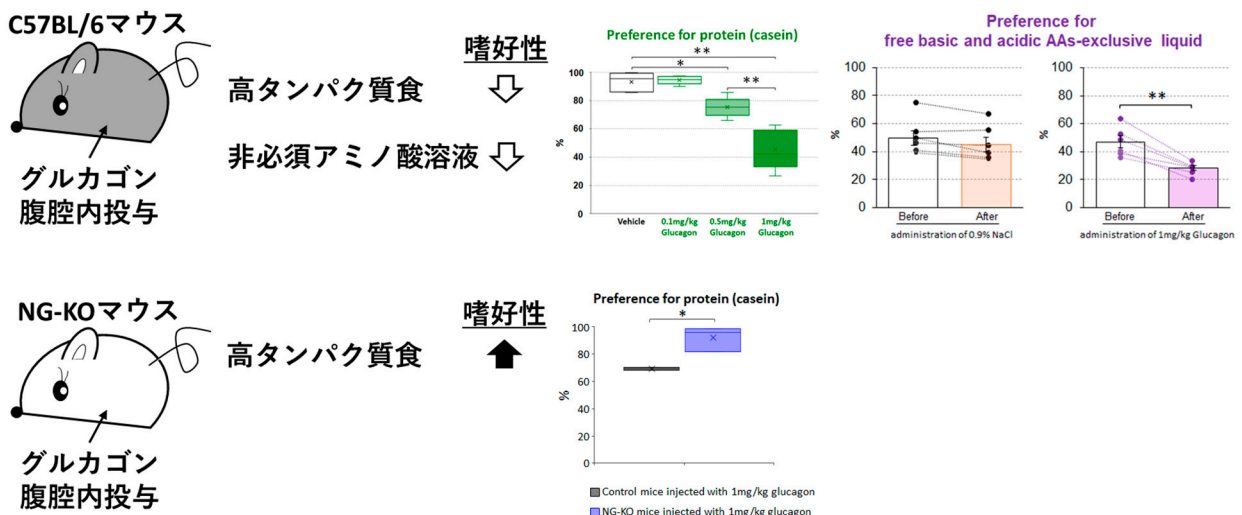 C57BL/6マウス
嗜好性
高タンパク質食
非必須アミノ酸溶液
グルカゴン
腹腔内投与
Preference for protein (casein)
**
*
**
%
100
80
60
40
20
0
Vehicle
0.1mg/kg
Glucagon
0.5mg/kg
Glucagon
1mg/kg
Glucagon
Preference for
free basic and acidic AAs-exclusive liquid
%
100
80
60
40
20
0
Before After
administration of 0.9% NaCl
**
%
100
80
60
40
20
0
Before After
administration of 1mg/kg Glucagon
NG-KOマウス
嗜好性
高タンパク質食
グルカゴン
腹腔内投与
Preference for protein (casein)
*
%
100
80
60
40
20
0
Control mice injected with 1mg/kg glucagon
NG-KO mice injected with 1mg/kg glucagon